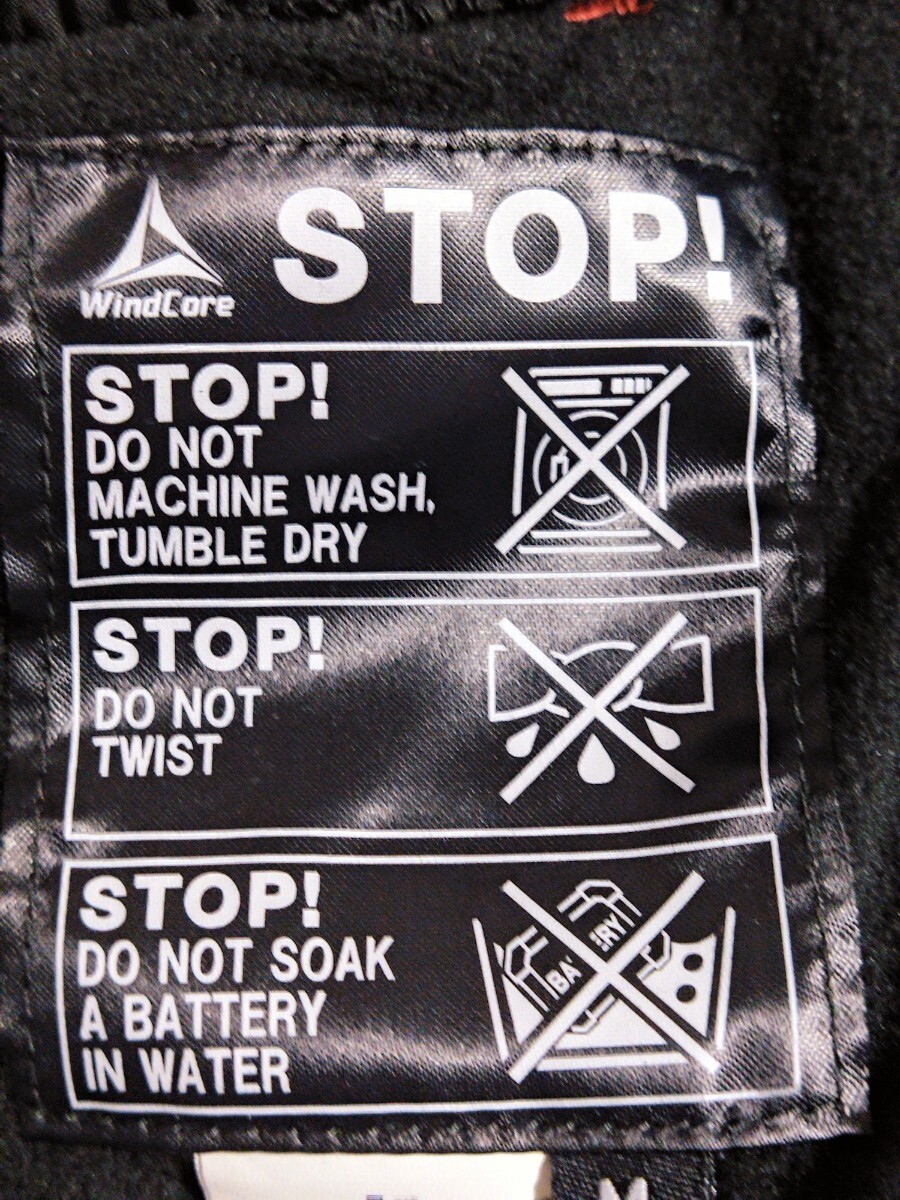 WindCore
STOP!
STOP!
DO NOT
MACHINE WASH,
TUMBLE DRY
STOP!
DO NOT
TWIST
STOP!
DO NOT SOAK
A BATTERY
IN WATER
M